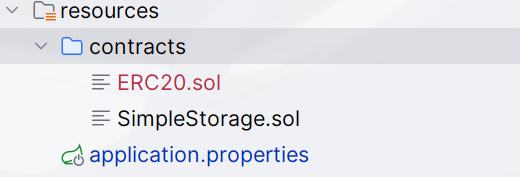 resources
contracts
ERC20.sol
SimpleStorage.sol
application.properties